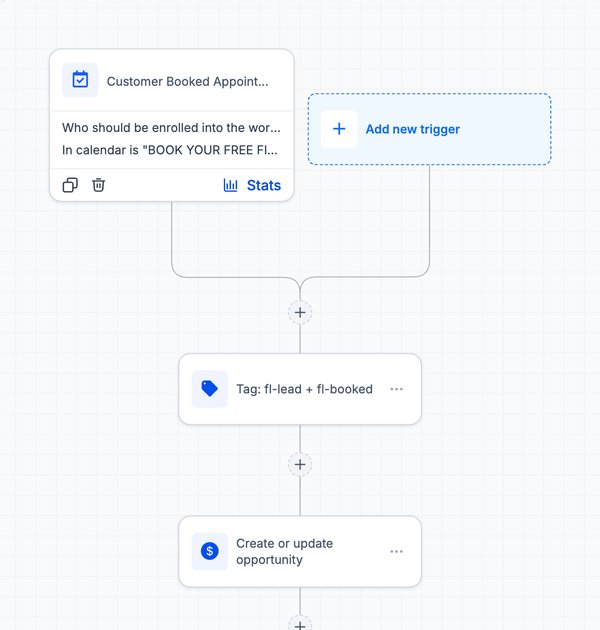 Customer Booked Appoint...
Who should be enrolled into the wor...
In calendar is "BOOK YOUR FREE FI...
Stats
Add new trigger
Tag: fl-lead + fl-booked
Create or update
opportunity